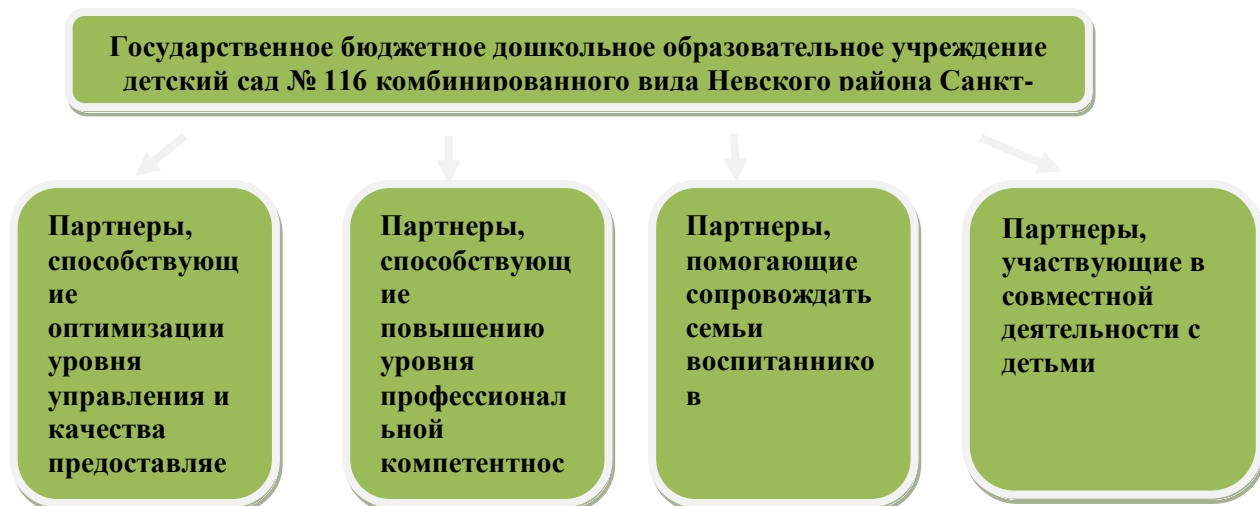 Государственное бюджетное дошкольное образовательное учреждение
детский сад № 116 комбинированного вида Невского района Санкт-
Партнеры,
способствующ
ие
оптимизации
уровня
управления и
качества
предоставляе
Партнеры,
способствующ
ие
повышению
уровня
профессионал
ьной
компетентнос
Партнеры,
помогающие
сопровождать
семьи
воспитаннико
в
Партнеры,
участвующие в
совместной
деятельности с
детьми